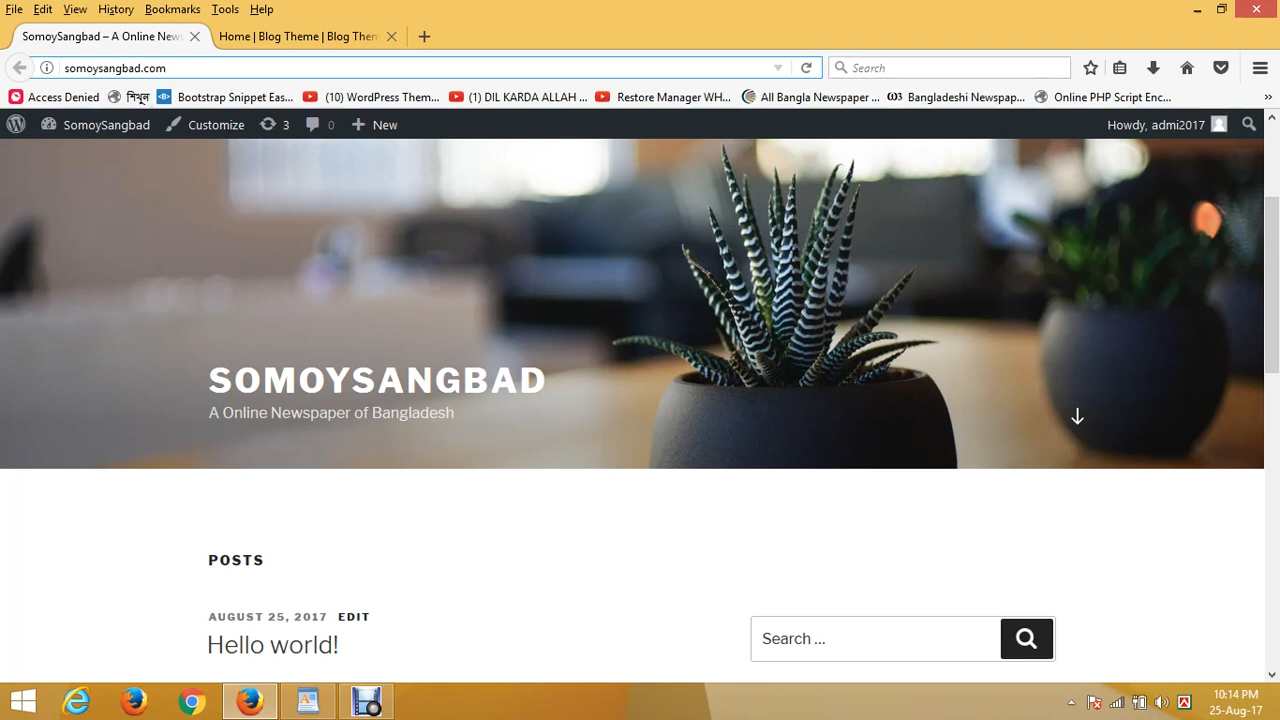 File Edit View History Bookmarks Tools Help
SomoySangbad – A Online News
Home | Blog Theme | Blog Them
somoysangbad.com
Search
Access Denied
শিখুন
Bootstrap Snippet Eas...
(10) WordPress Them...
(1) DIL KARDA ALLAH ...
Restore Manager WH...
All Bangla Newspaper ...
Bangladeshi Newspap...
Online PHP Script Enc...
SomoySangbad Customize 3 0 New
Howdy, admi2017
SOMOYSANGBAD
A Online Newspaper of Bangladesh
POSTS
AUGUST 25, 2017 EDIT
Hello world!
Search ...
10:14 PM
25-Aug-17